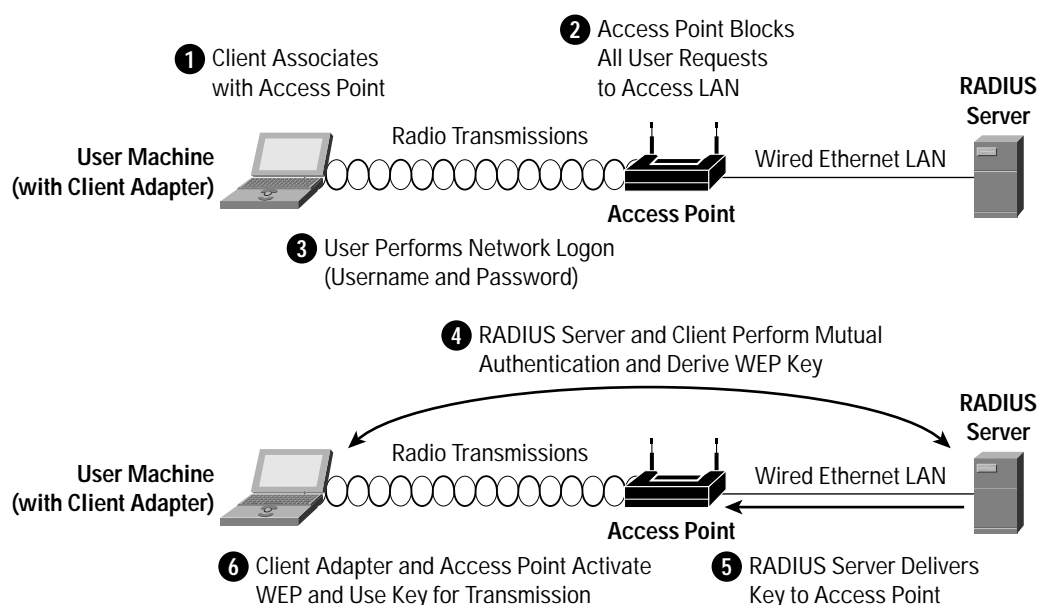 1 Client Associates
with Access Point
2 Access Point Blocks
All User Requests
to Access LAN
RADIUS
Server
User Machine
(with Client Adapter)
Radio Transmissions
Wired Ethernet LAN
Access Point
3 User Performs Network Logon
(Username and Password)
4 RADIUS Server and Client Perform Mutual
Authentication and Derive WEP Key
RADIUS
Server
User Machine
(with Client Adapter)
Radio Transmissions
Wired Ethernet LAN
Access Point
6 Client Adapter and Access Point Activate
WEP and Use Key for Transmission
5 RADIUS Server Delivers
Key to Access Point